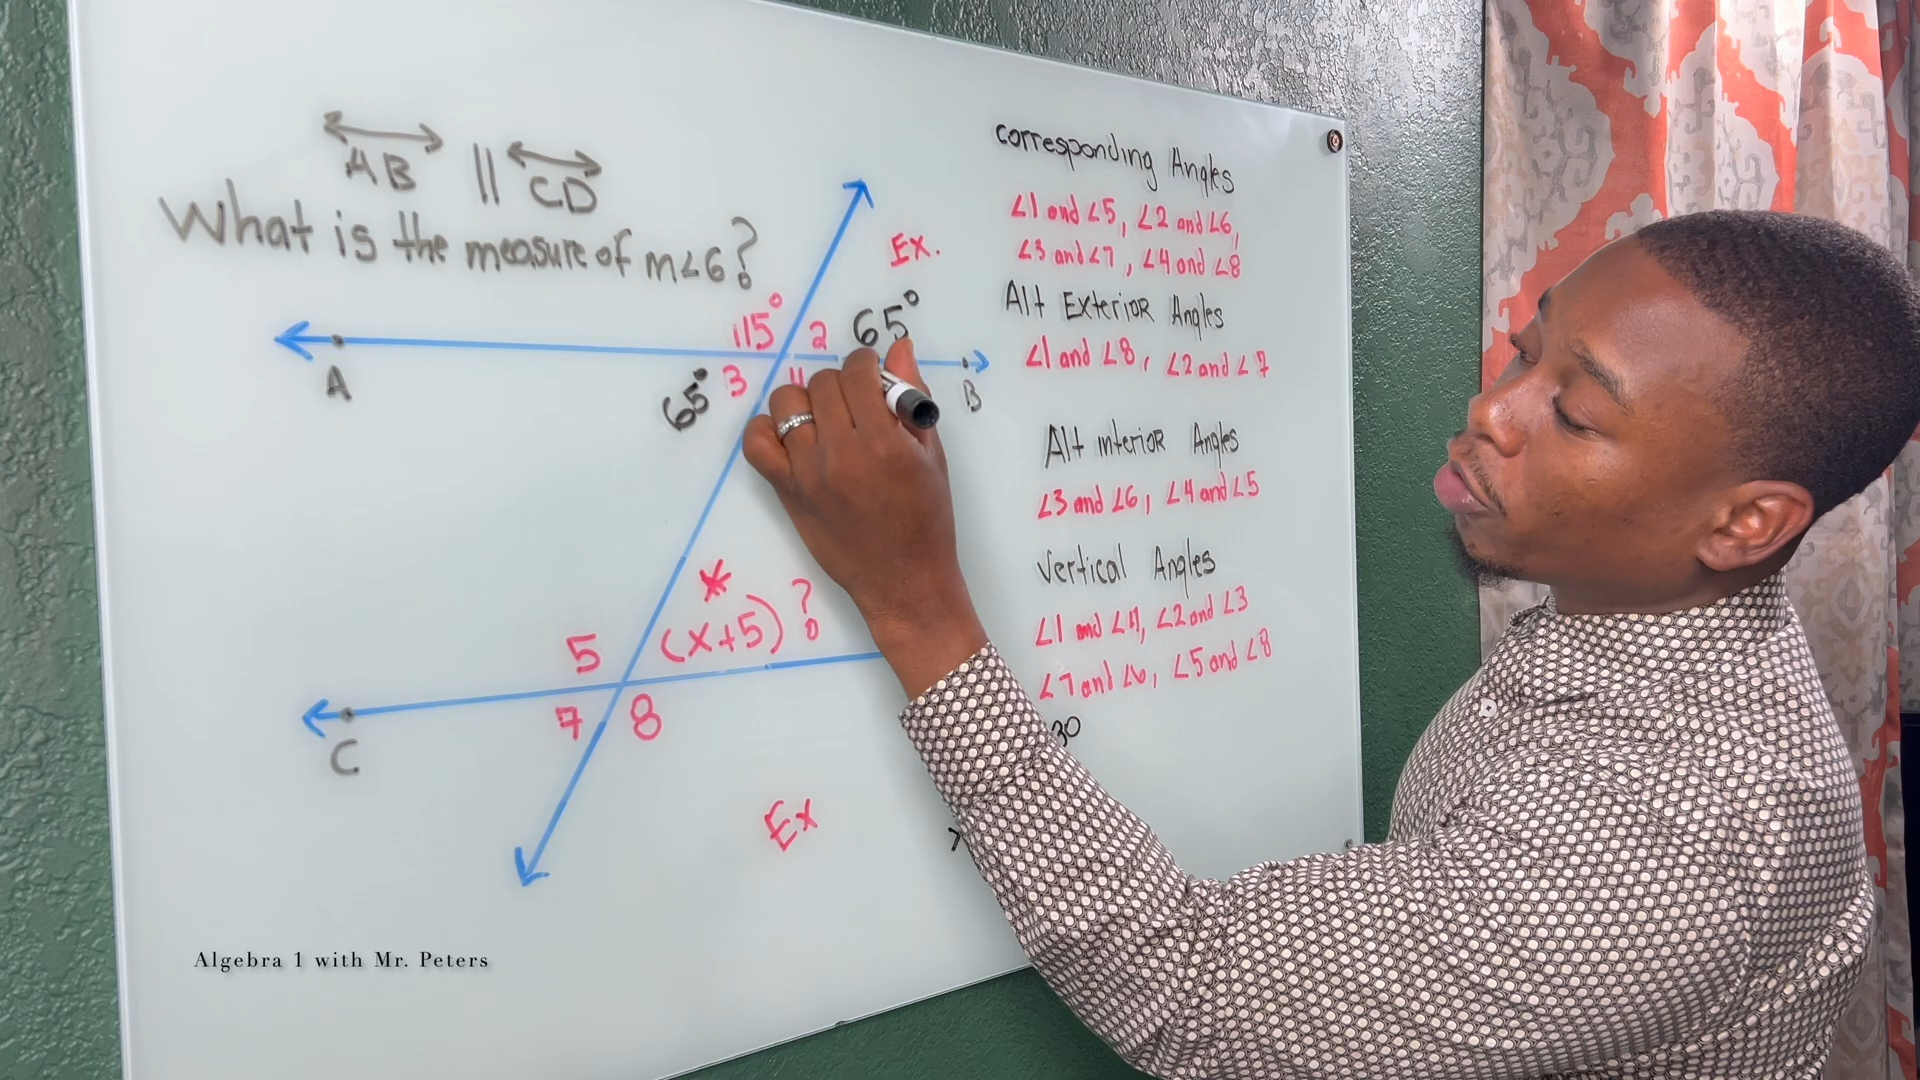 AB || CD
What is the measure of m∠6?
Ex.
115° 2 65°
65° 3 4
A
B
*
5 (x+5)?
7 8
C
Ex
corresponding Angles
∠1 and ∠5, ∠2 and ∠6,
∠3 and ∠7, ∠4 and ∠8
Alt Exterior Angles
∠1 and ∠8, ∠2 and ∠7
Alt interior Angles
∠3 and ∠6, ∠4 and ∠5
Vertical Angles
∠1 and ∠4, ∠2 and ∠3
∠7 and ∠6, ∠5 and ∠8
Algebra 1 with Mr. Peters